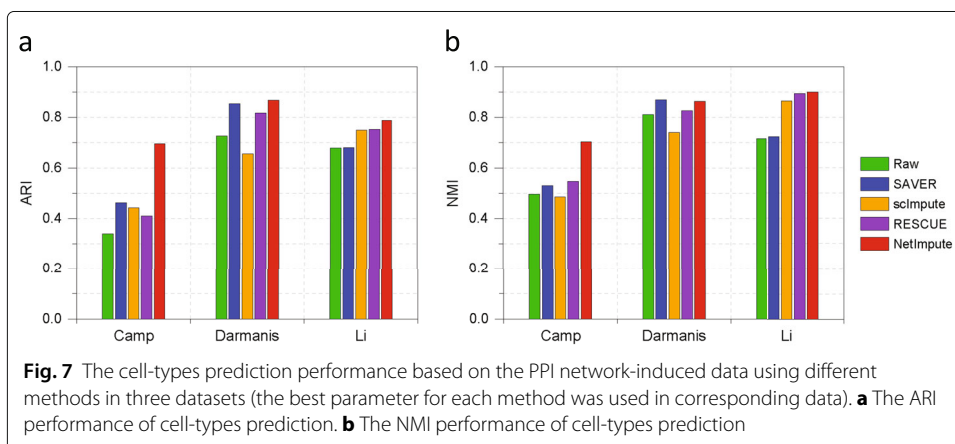 a
b
1.0
0.8
0.6
0.4
0.2
0.0
ARI
Camp
Darmanis
Li
1.0
0.8
0.6
0.4
0.2
0.0
NMI
Camp
Darmanis
Li
Raw
SAVER
scImpute
RESCUE
NetImpute
Fig. 7 The cell-types prediction performance based on the PPI network-induced data using different
methods in three datasets (the best parameter for each method was used in corresponding data). a The ARI
performance of cell-types prediction. b The NMI performance of cell-types prediction